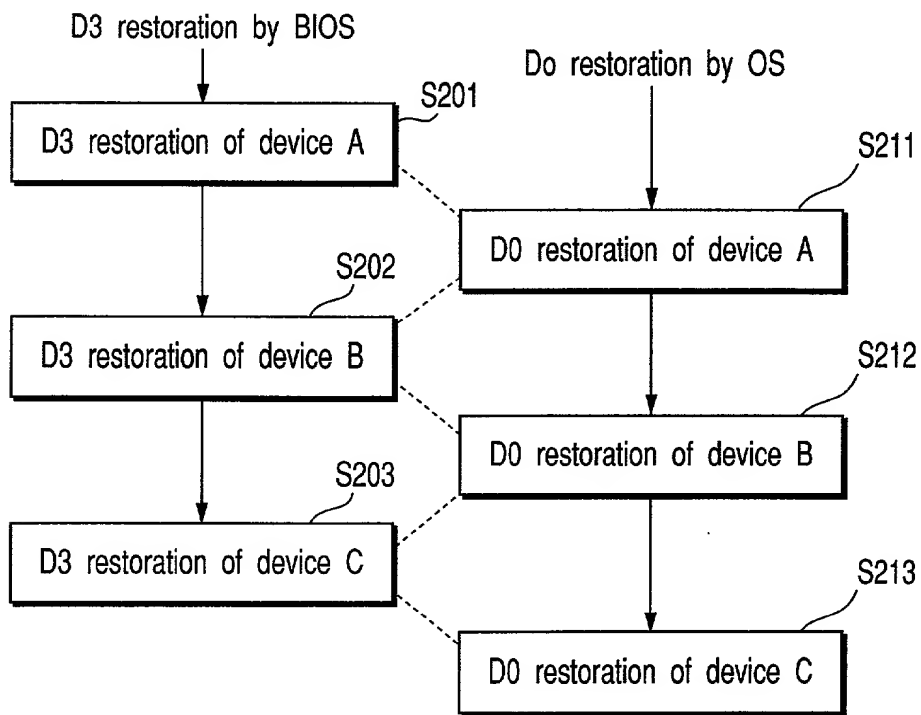 D3 restoration by BIOS
S201
D3 restoration of device A
S202
D3 restoration of device B
S203
D3 restoration of device C
Do restoration by OS
S211
D0 restoration of device A
S212
D0 restoration of device B
S213
D0 restoration of device C